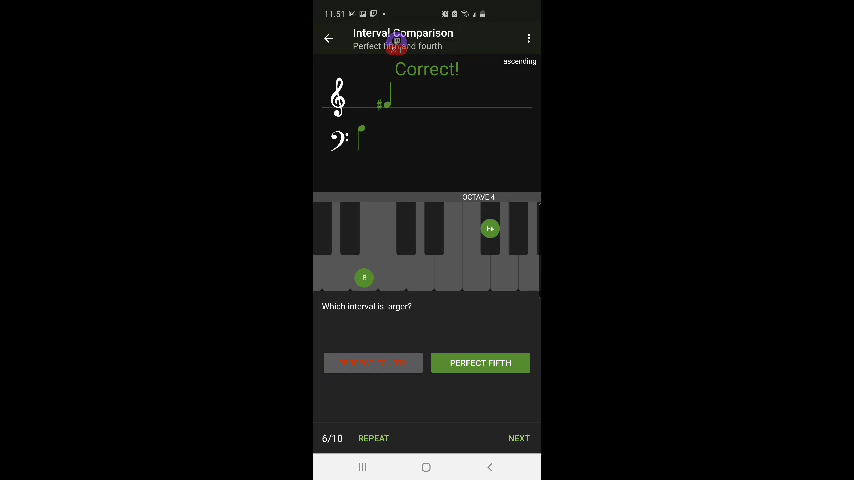 11.51
Interval Comparison
Perfect fifth and fourth
Correct!
ascending
OCTAVE 4
F#
B
Which interval is larger?
PERFECT FIFTH
6/10
REPEAT
NEXT